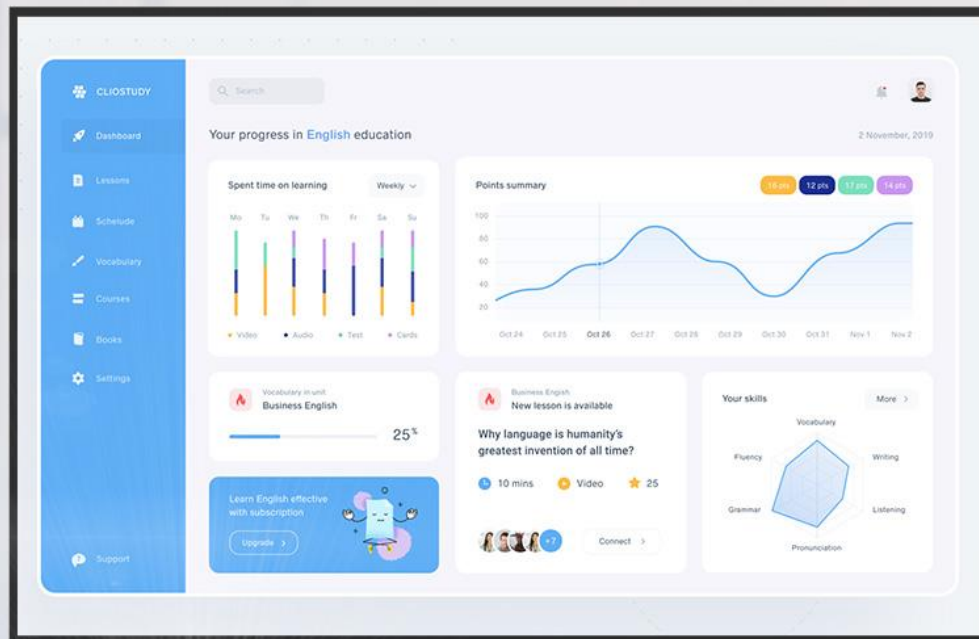 CLIOSTUDY
Dashboard
Lessons
Schelude
Vocabulary
Courses
Books
Settings
Support
Search
Your progress in English education
2 November, 2019
Spent time on learning
Weekly
Mo Tu We Th Fr Sa Su
Video Audio Test Cards
Points summary
12 pts 17 pts 14 pts
100
80
60
40
20
Oct 24 Oct 25 Oct 26 Oct 27 Oct 28 Oct 29 Oct 30 Oct 31 Nov 1 Nov 2
Vocabulary in unit
Business English
25%
Learn English effective
with subscription
Upgrade
Business Engish
New lesson is available
Why language is humanity's
greatest invention of all time?
10 mins Video 25
+7
Connect
Your skills
More
Vocabulary
Fluency
Writing
Grammar
Listening
Pronunciation